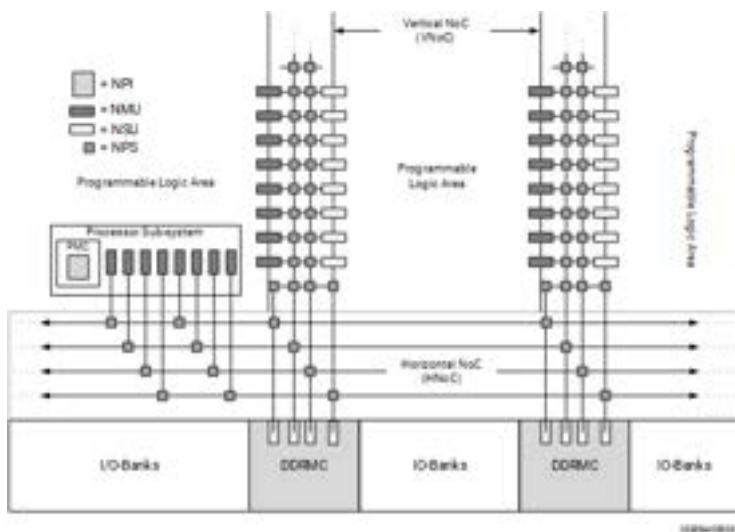 Vertical NoC
(VNoC)
= NPI
= NMU
= NSU
= NPS
Programmable Logic Area
Programmable
Logic Area
Programmable Logic Area
Processor Subsystem
PMC
Horizontal NoC
(HNoC)
I/O-Banks
DDRMC
IO-Banks
DDRMC
IO-Banks